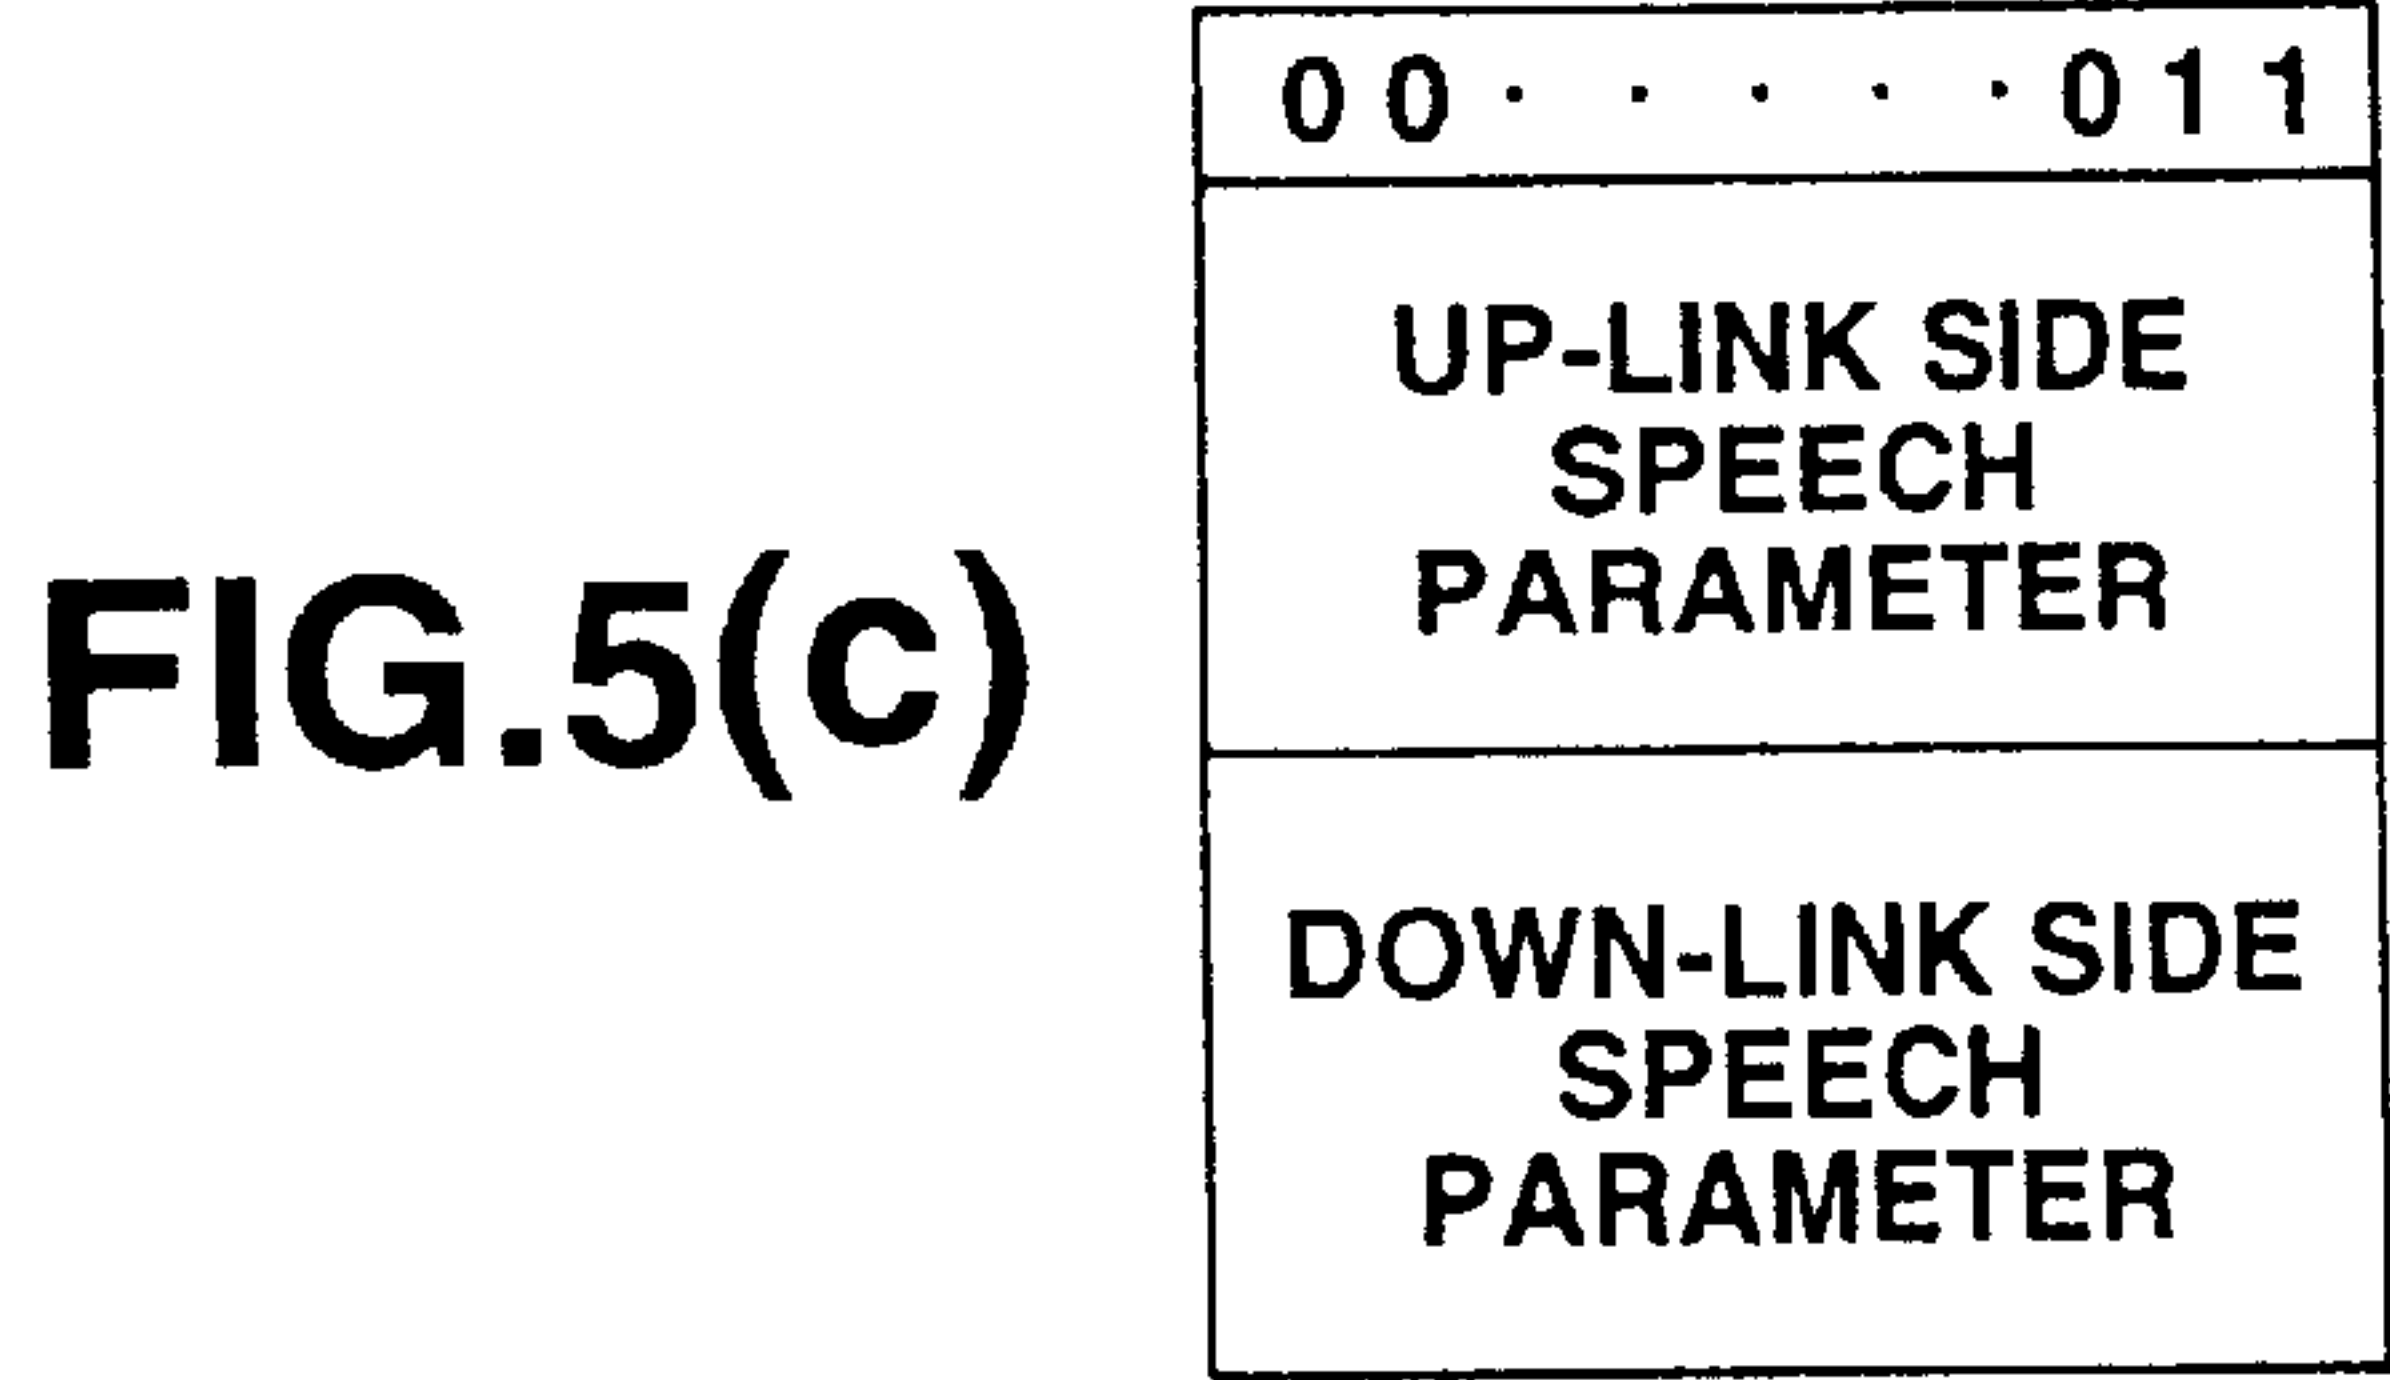 00·····011
UP-LINK SIDE
SPEECH
PARAMETER
FIG.5(c)
DOWN-LINK SIDE
SPEECH
PARAMETER